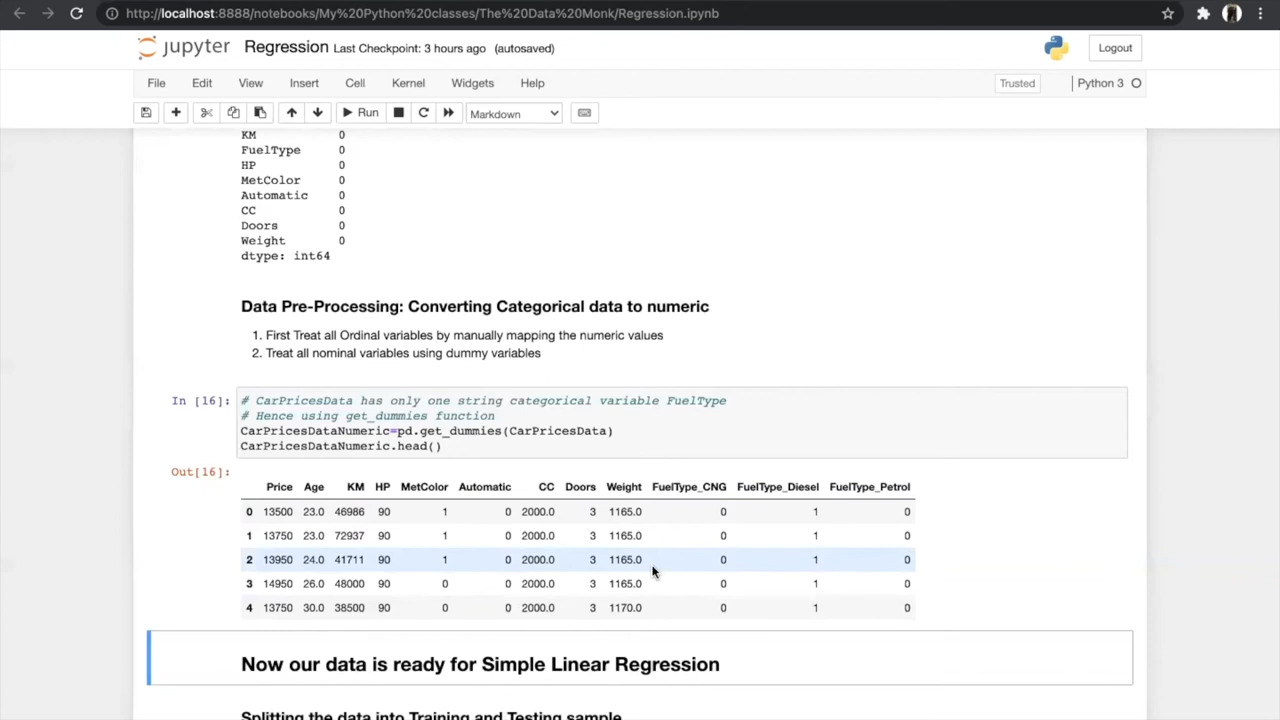 http://localhost:8888/notebooks/My%20Python%20classes/The%20Data%20Monk/Regression.ipynb
jupyter Regression Last Checkpoint: 3 hours ago (autosaved) Logout
File Edit View Insert Cell Kernel Widgets Help Trusted Python 3
Run Markdown
KM 0
FuelType 0
HP 0
MetColor 0
Automatic 0
CC 0
Doors 0
Weight 0
dtype: int64
Data Pre-Processing: Converting Categorical data to numeric
1. First Treat all Ordinal variables by manually mapping the numeric values
2. Treat all nominal variables using dummy variables
In [16]: # CarPricesData has only one string categorical variable FuelType
# Hence using get_dummies function
CarPricesDataNumeric=pd.get_dummies(CarPricesData)
CarPricesDataNumeric.head()
Out[16]:
Price Age KM HP MetColor Automatic CC Doors Weight FuelType_CNG FuelType_Diesel FuelType_Petrol
0 13500 23.0 46986 90 1 0 2000.0 3 1165.0 0 1 0
1 13750 23.0 72937 90 1 0 2000.0 3 1165.0 0 1 0
2 13950 24.0 41711 90 1 0 2000.0 3 1165.0 0 1 0
3 14950 26.0 48000 90 0 0 2000.0 3 1165.0 0 1 0
4 13750 30.0 38500 90 0 0 2000.0 3 1170.0 0 1 0
Now our data is ready for Simple Linear Regression
Splitting the data into Training and Testing sample